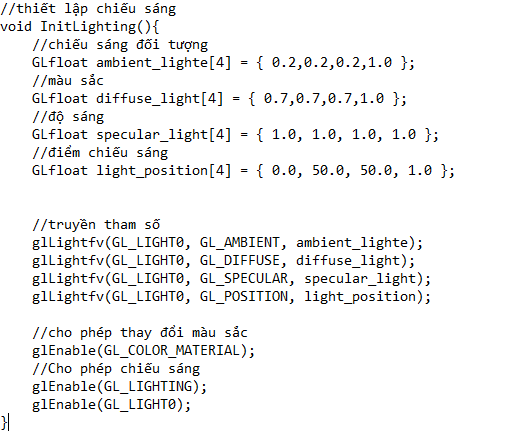 //thiết lập chiếu sáng
void InitLighting(){
    //chiếu sáng đối tượng
    GLfloat ambient_lighte[4] = { 0.2,0.2,0.2,1.0 };
    //màu sắc
    GLfloat diffuse_light[4] = { 0.7,0.7,0.7,1.0 };
    //độ sáng
    GLfloat specular_light[4] = { 1.0, 1.0, 1.0, 1.0 };
    //điểm chiếu sáng
    GLfloat light_position[4] = { 0.0, 50.0, 50.0, 1.0 };
    //truyền tham số
    glLightfv(GL_LIGHT0, GL_AMBIENT, ambient_lighte);
    glLightfv(GL_LIGHT0, GL_DIFFUSE, diffuse_light);
    glLightfv(GL_LIGHT0, GL_SPECULAR, specular_light);
    glLightfv(GL_LIGHT0, GL_POSITION, light_position);
    //cho phép thay đổi màu sắc
    glEnable(GL_COLOR_MATERIAL);
    //Cho phép chiếu sáng
    glEnable(GL_LIGHTING);
    glEnable(GL_LIGHT0);
}